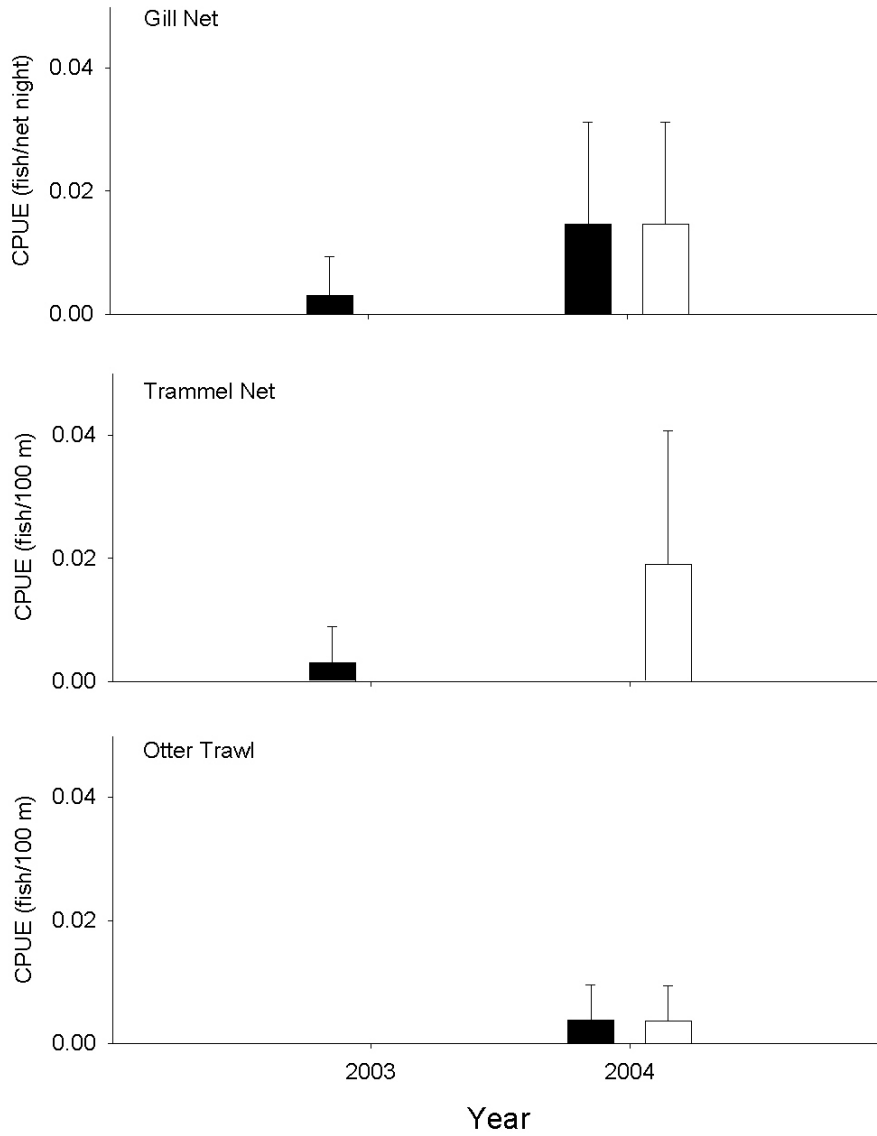 Gill Net
CPUE (fish/net night)
0.04
0.02
0.00
Trammel Net
CPUE (fish/100 m)
0.04
0.02
0.00
Otter Trawl
CPUE (fish/100 m)
0.04
0.02
0.00
2003 2004
Year